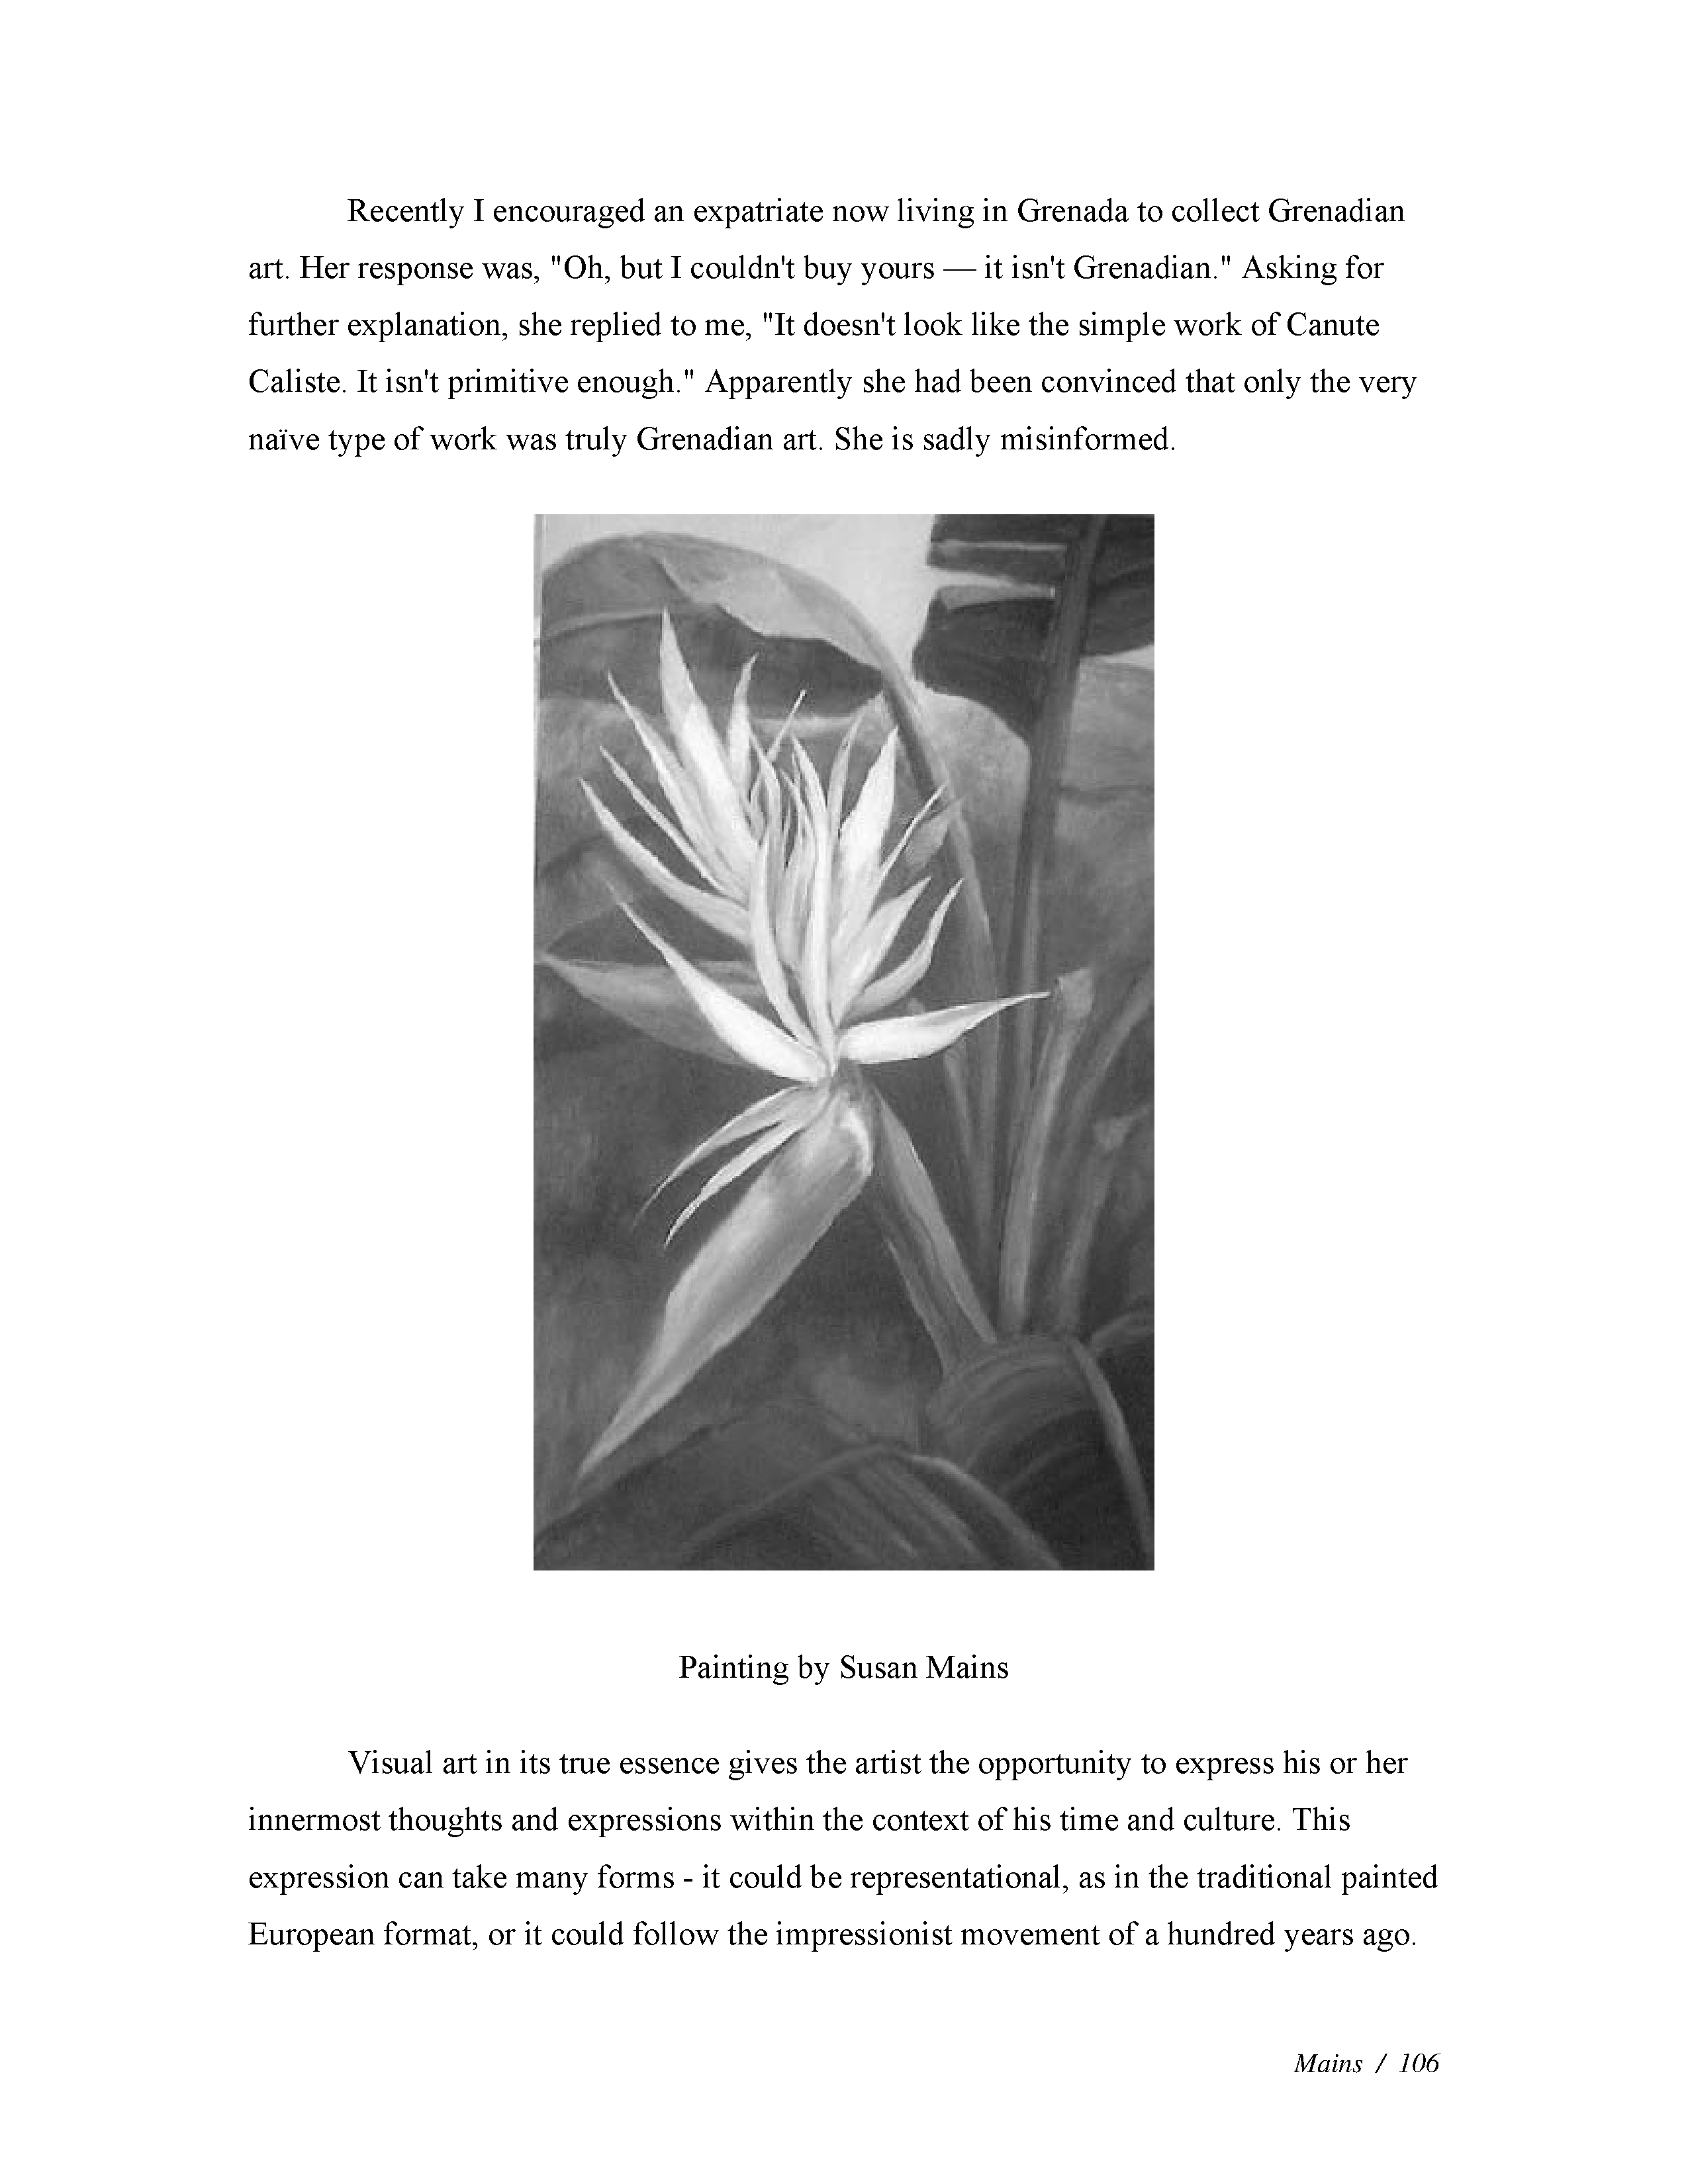 Recently I encouraged an expatriate now living in Grenada to collect Grenadian
art. Her response was, "Oh, but I couldn't buy yours — it isn't Grenadian." Asking for
further explanation, she replied to me, "It doesn't look like the simple work of Canute
Caliste. It isn't primitive enough." Apparently she had been convinced that only the very
naïve type of work was truly Grenadian art. She is sadly misinformed.
Painting by Susan Mains
Visual art in its true essence gives the artist the opportunity to express his or her
innermost thoughts and expressions within the context of his time and culture. This
expression can take many forms - it could be representational, as in the traditional painted
European format, or it could follow the impressionist movement of a hundred years ago.
Mains / 106